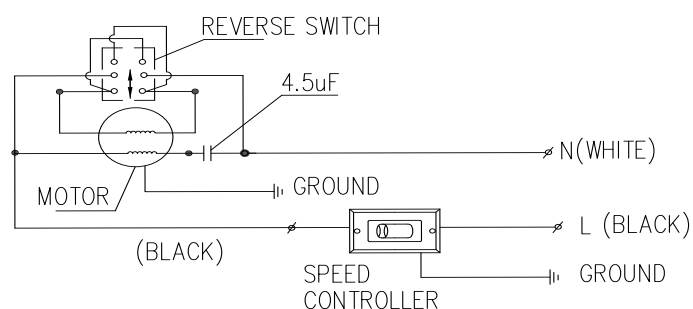 REVERSE SWITCH
4.5uF
N(WHITE)
MOTOR
GROUND
L (BLACK)
(BLACK)
SPEED
CONTROLLER
GROUND